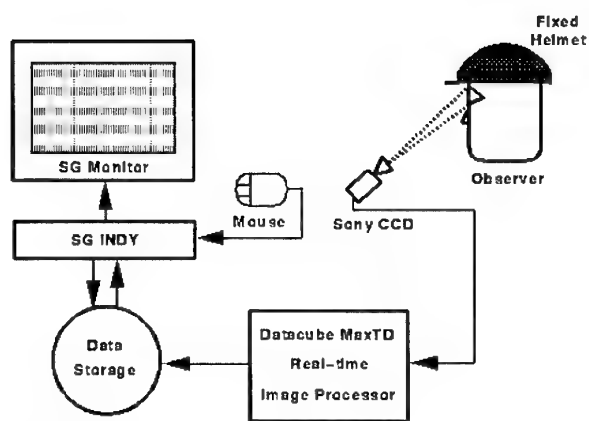 Fixed
Helmet
SG Monitor
Observer
Mouse
Sony CCD
SG INDY
Data
Storage
Datacube MaxTD
Real-time
Image Processor